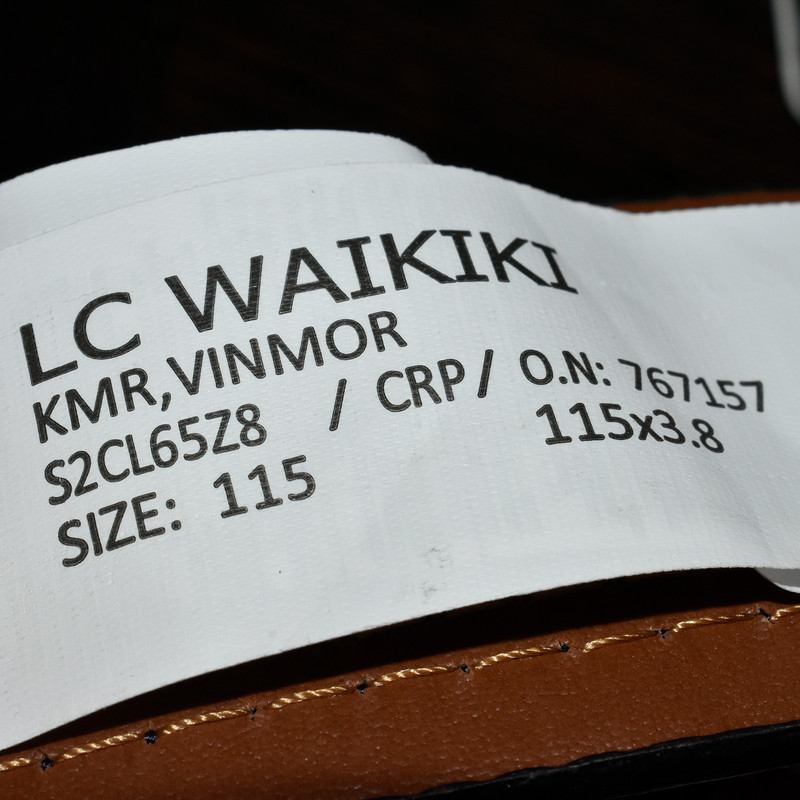 LC WAIKIKI
KMR,VINMOR
S2CL65Z8 / CRP/ O.N: 767157
SIZE: 115 115x3.8